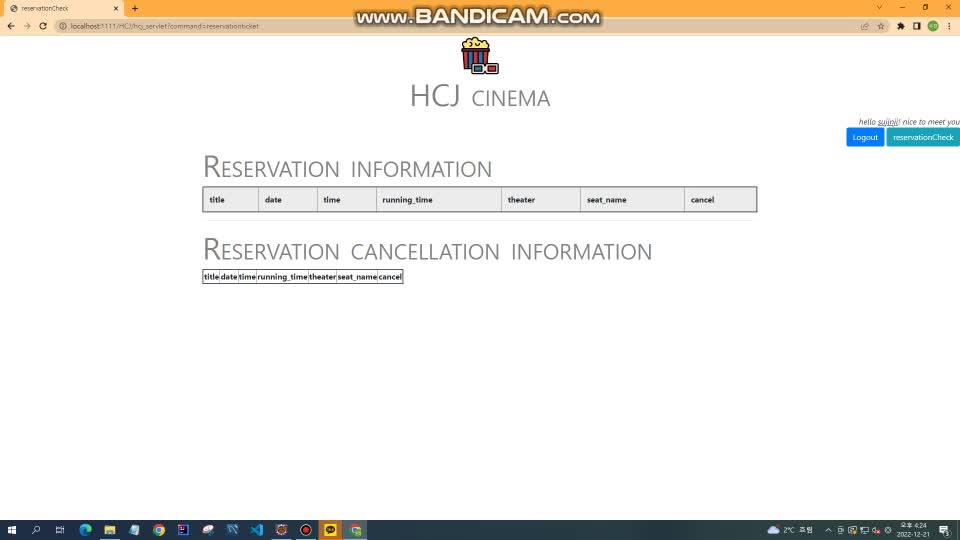 reservationCheck
www.BANDICAM.com
localhost:1111/HCJ/hcj_servlet?command=reservationticket
HCJ CINEMA
hello sujinji! nice to meet you
Logout reservationCheck
RESERVATION INFORMATION
title date time running_time theater seat_name cancel
RESERVATION CANCELLATION INFORMATION
title date time running_time theater seat_name cancel
2°C 흐림
오후 4:24
2022-12-21